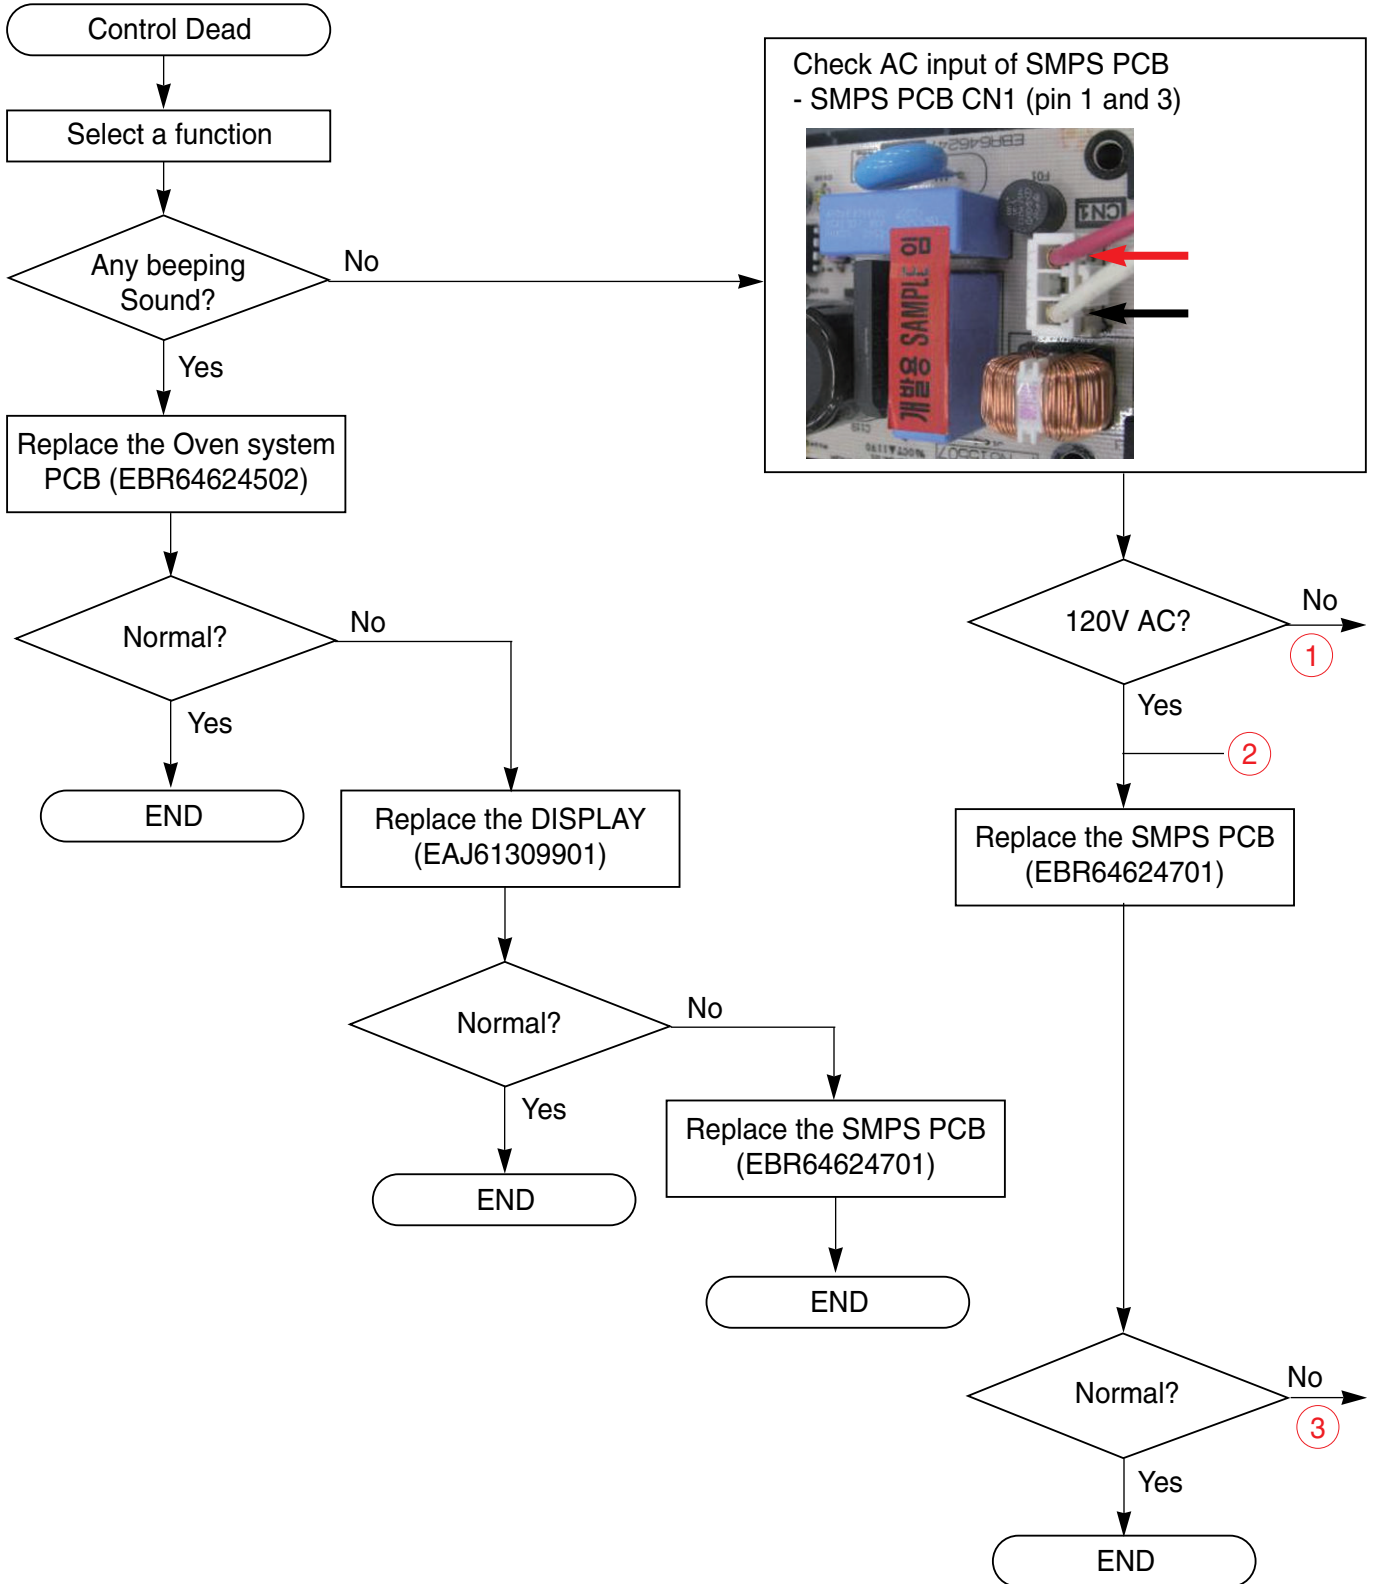 Control Dead
Select a function
Any beeping
Sound?
No
Yes
Check AC input of SMPS PCB
- SMPS PCB CN1 (pin 1 and 3)
CN1
F01
개발용 SAMPLE 임
Replace the Oven system
PCB (EBR64624502)
Normal?
No
Yes
END
Replace the DISPLAY
(EAJ61309901)
Normal?
No
Yes
END
Replace the SMPS PCB
(EBR64624701)
END
120V AC?
No
1
Yes
2
Replace the SMPS PCB
(EBR64624701)
Normal?
No
3
Yes
END